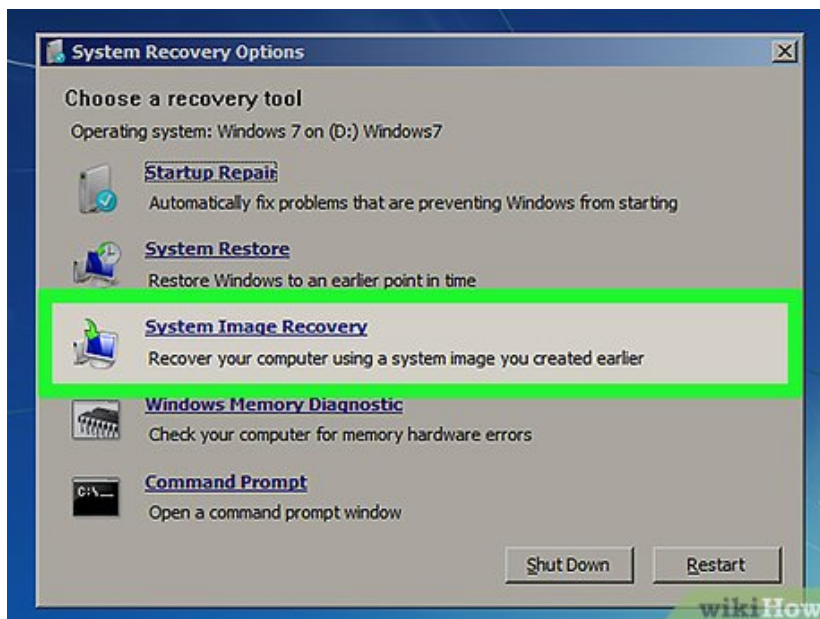 System Recovery Options
Choose a recovery tool
Operating system: Windows 7 on (D:) Windows7
Startup Repair
Automatically fix problems that are preventing Windows from starting
System Restore
Restore Windows to an earlier point in time
System Image Recovery
Recover your computer using a system image you created earlier
Windows Memory Diagnostic
Check your computer for memory hardware errors
C:\_
Command Prompt
Open a command prompt window
Shut Down
Restart
wikiHow